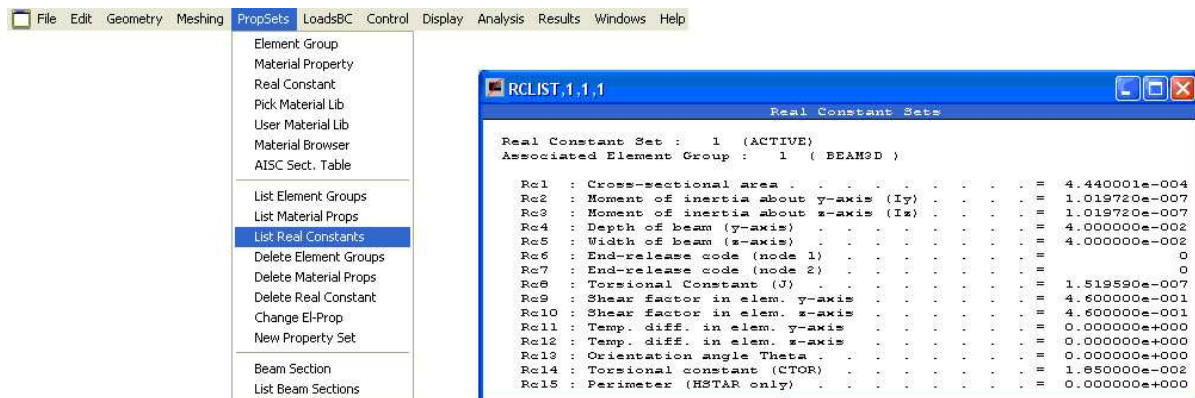 File Edit Geometry Meshing PropSets LoadsBC Control Display Analysis Results Windows Help
Element Group
Material Property
Real Constant
Pick Material Lib
User Material Lib
Material Browser
AISC Sect. Table
List Element Groups
List Material Props
List Real Constants
Delete Element Groups
Delete Material Props
Delete Real Constant
Change El-Prop
New Property Set
Beam Section
List Beam Sections
RCLIST,1,1,1
Real Constant Sets
Real Constant Set : 1 (ACTIVE)
Associated Element Group : 1 ( BEAM3D )
Rc1 : Cross-sectional area . . . . . . . . . = 4.440001e-004
Rc2 : Moment of inertia about y-axis (Iy) . . . . = 1.019720e-007
Rc3 : Moment of inertia about z-axis (Iz) . . . . = 1.019720e-007
Rc4 : Depth of beam (y-axis) . . . . . . . . = 4.000000e-002
Rc5 : Width of beam (z-axis) . . . . . . . . = 4.000000e-002
Rc6 : End-release code (node 1) . . . . . . . = 0
Rc7 : End-release code (node 2) . . . . . . . = 0
Rc8 : Torsional Constant (J) . . . . . . . . = 1.519590e-007
Rc9 : Shear factor in elem. y-axis . . . . . . = 4.600000e-001
Rc10 : Shear factor in elem. z-axis . . . . . . = 4.600000e-001
Rc11 : Temp. diff. in elem. y-axis . . . . . . = 0.000000e+000
Rc12 : Temp. diff. in elem. z-axis . . . . . . = 0.000000e+000
Rc13 : Orientation angle Theta . . . . . . . . = 0.000000e+000
Rc14 : Torsional constant (CTOR) . . . . . . . = 1.850000e-002
Rc15 : Perimeter (HSTAR only) . . . . . . . . = 0.000000e+000